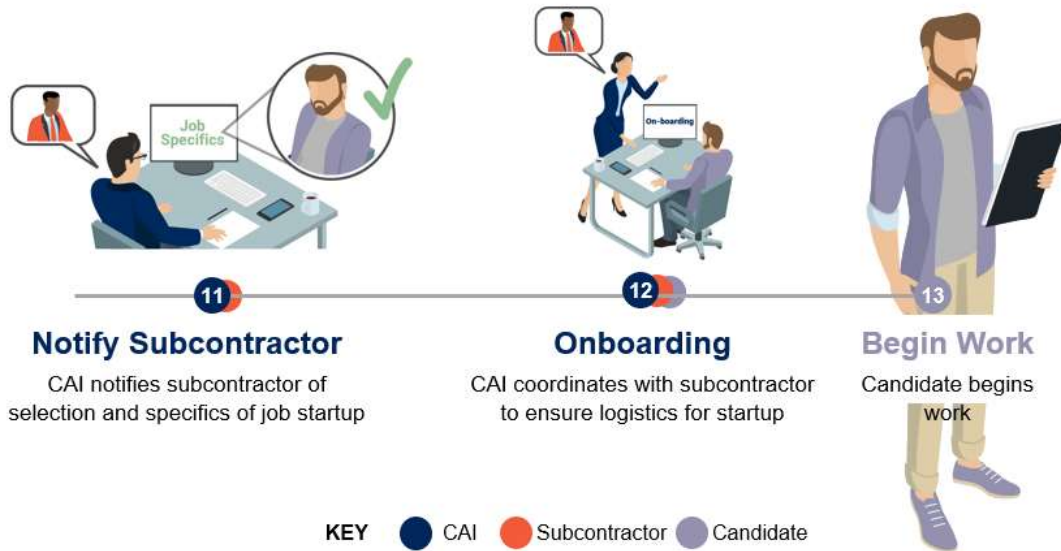 Job
Specifics
On-boarding
11
12
13
Notify Subcontractor
CAI notifies subcontractor of
selection and specifics of job startup
Onboarding
CAI coordinates with subcontractor
to ensure logistics for startup
Begin Work
Candidate begins
work
KEY
CAI
Subcontractor
Candidate